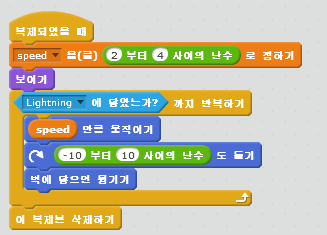 복제되었을 때
speed 을(를) 2 부터 4 사이의 난수 로 정하기
보이기
Lightning 에 닿았는가? 까지 반복하기
speed 만큼 움직이기
-10 부터 10 사이의 난수 도 돌기
벽에 닿으면 튕기기
이 복제본 삭제하기